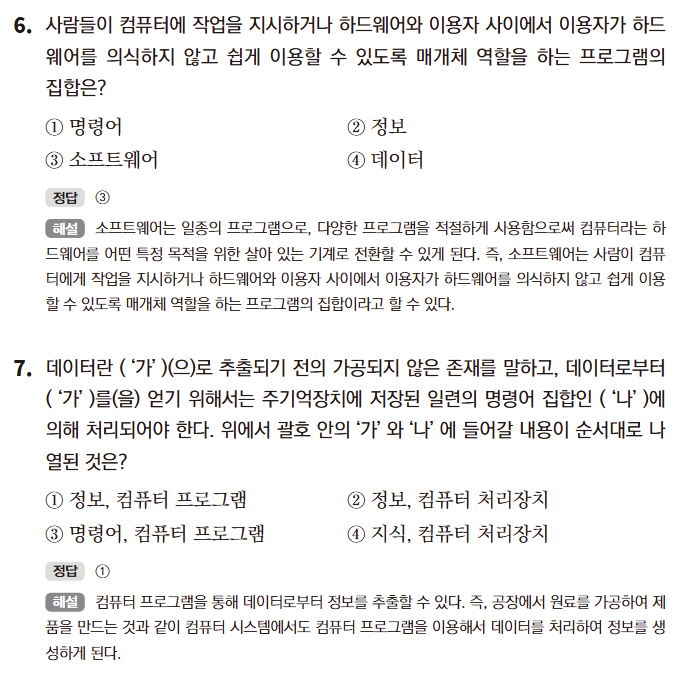 6. 사람들이 컴퓨터에 작업을 지시하거나 하드웨어와 이용자 사이에서 이용자가 하드
웨어를 의식하지 않고 쉽게 이용할 수 있도록 매개체 역할을 하는 프로그램의
집합은?
① 명령어 ② 정보
③ 소프트웨어 ④ 데이터
정답 ③
해설 소프트웨어는 일종의 프로그램으로, 다양한 프로그램을 적절하게 사용함으로써 컴퓨터라는 하
드웨어를 어떤 특정 목적을 위한 살아 있는 기계로 전환할 수 있게 된다. 즉, 소프트웨어는 사람이 컴퓨
터에게 작업을 지시하거나 하드웨어와 이용자 사이에서 이용자가 하드웨어를 의식하지 않고 쉽게 이용
할 수 있도록 매개체 역할을 하는 프로그램의 집합이라고 할 수 있다.
7. 데이터란 ( ‘가’ )(으)로 추출되기 전의 가공되지 않은 존재를 말하고, 데이터로부터
( ‘가’ )를(을) 얻기 위해서는 주기억장치에 저장된 일련의 명령어 집합인 ( ‘나’ )에
의해 처리되어야 한다. 위에서 괄호 안의 ‘가’ 와 ‘나’ 에 들어갈 내용이 순서대로 나
열된 것은?
① 정보, 컴퓨터 프로그램 ② 정보, 컴퓨터 처리장치
③ 명령어, 컴퓨터 프로그램 ④ 지식, 컴퓨터 처리장치
정답 ①
해설 컴퓨터 프로그램을 통해 데이터로부터 정보를 추출할 수 있다. 즉, 공장에서 원료를 가공하여 제
품을 만드는 것과 같이 컴퓨터 시스템에서도 컴퓨터 프로그램을 이용해서 데이터를 처리하여 정보를 생
성하게 된다.